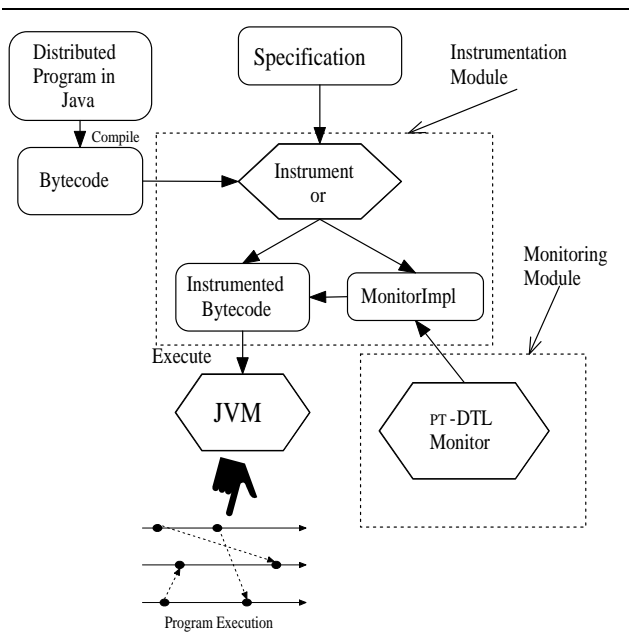 Distributed
Program in
Java
Specification
Instrumentation
Module
Compile
Bytecode
Instrument
or
Instrumented
Bytecode
MonitorImpl
Monitoring
Module
Execute
JVM
PT-DTL
Monitor
Program Execution